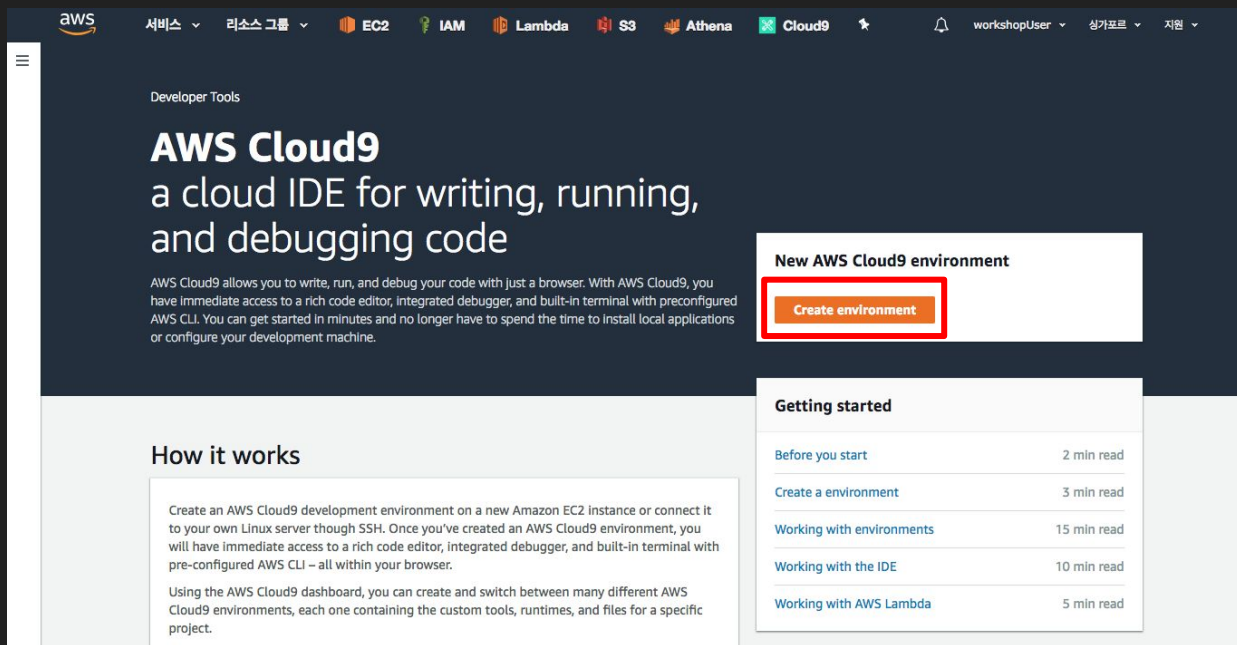 aws 서비스 리소스 그룹 EC2 IAM Lambda S3 Athena Cloud9 workshopUser 싱가포르 지원
Developer Tools
AWS Cloud9
a cloud IDE for writing, running,
and debugging code
AWS Cloud9 allows you to write, run, and debug your code with just a browser. With AWS Cloud9, you
have immediate access to a rich code editor, integrated debugger, and built-in terminal with preconfigured
AWS CLI. You can get started in minutes and no longer have to spend the time to install local applications
or configure your development machine.
New AWS Cloud9 environment
Create environment
Getting started
Before you start 2 min read
Create a environment 3 min read
Working with environments 15 min read
Working with the IDE 10 min read
Working with AWS Lambda 5 min read
How it works
Create an AWS Cloud9 development environment on a new Amazon EC2 instance or connect it
to your own Linux server though SSH. Once you've created an AWS Cloud9 environment, you
will have immediate access to a rich code editor, integrated debugger, and built-in terminal with
pre-configured AWS CLI – all within your browser.
Using the AWS Cloud9 dashboard, you can create and switch between many different AWS
Cloud9 environments, each one containing the custom tools, runtimes, and files for a specific
project.